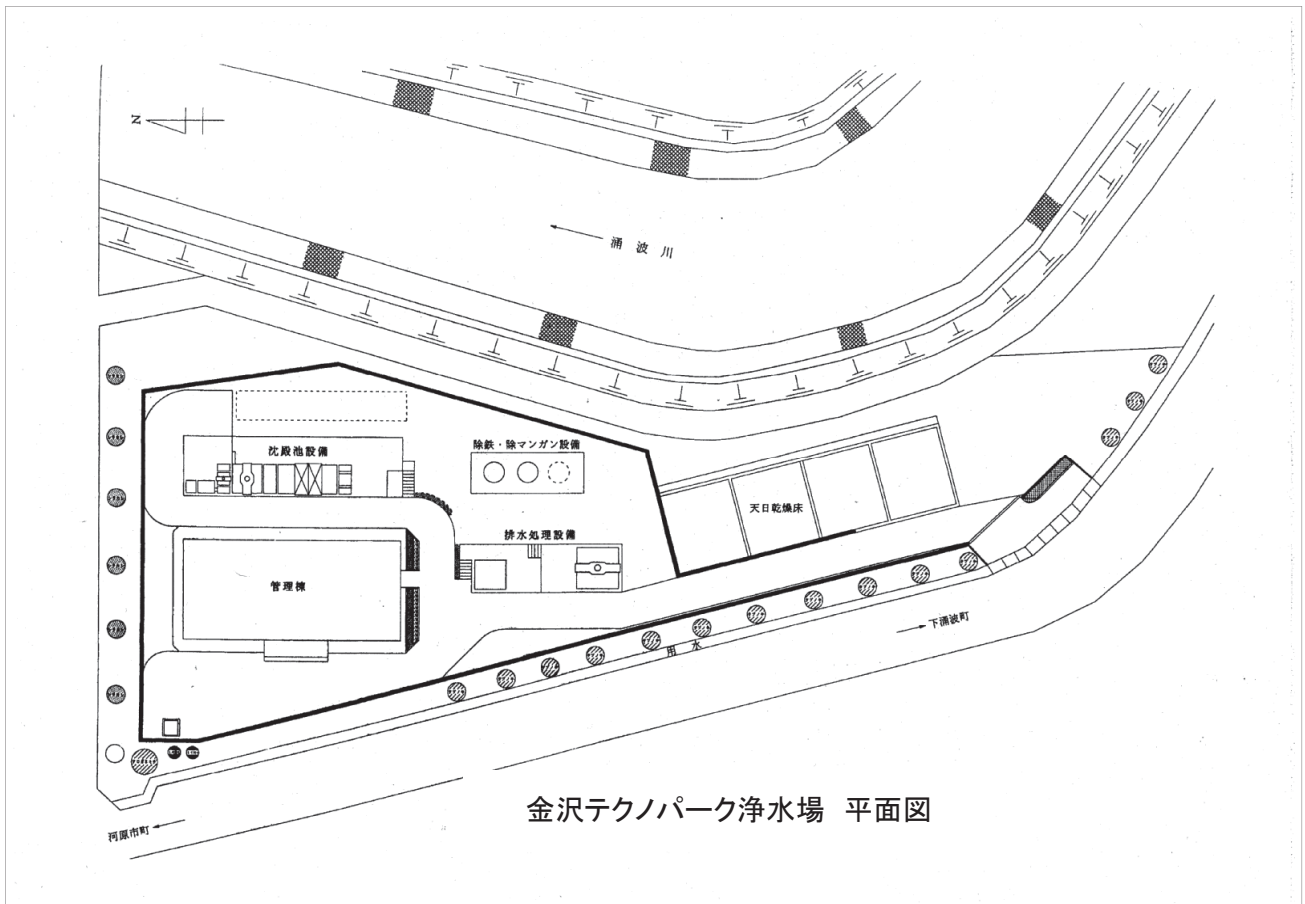 N
涌波川
沈殿池設備
除鉄・除マンガン設備
天日乾燥床
排水処理設備
管理棟
下涌波町
用水
金沢テクノパーク浄水場 平面図
河原市町